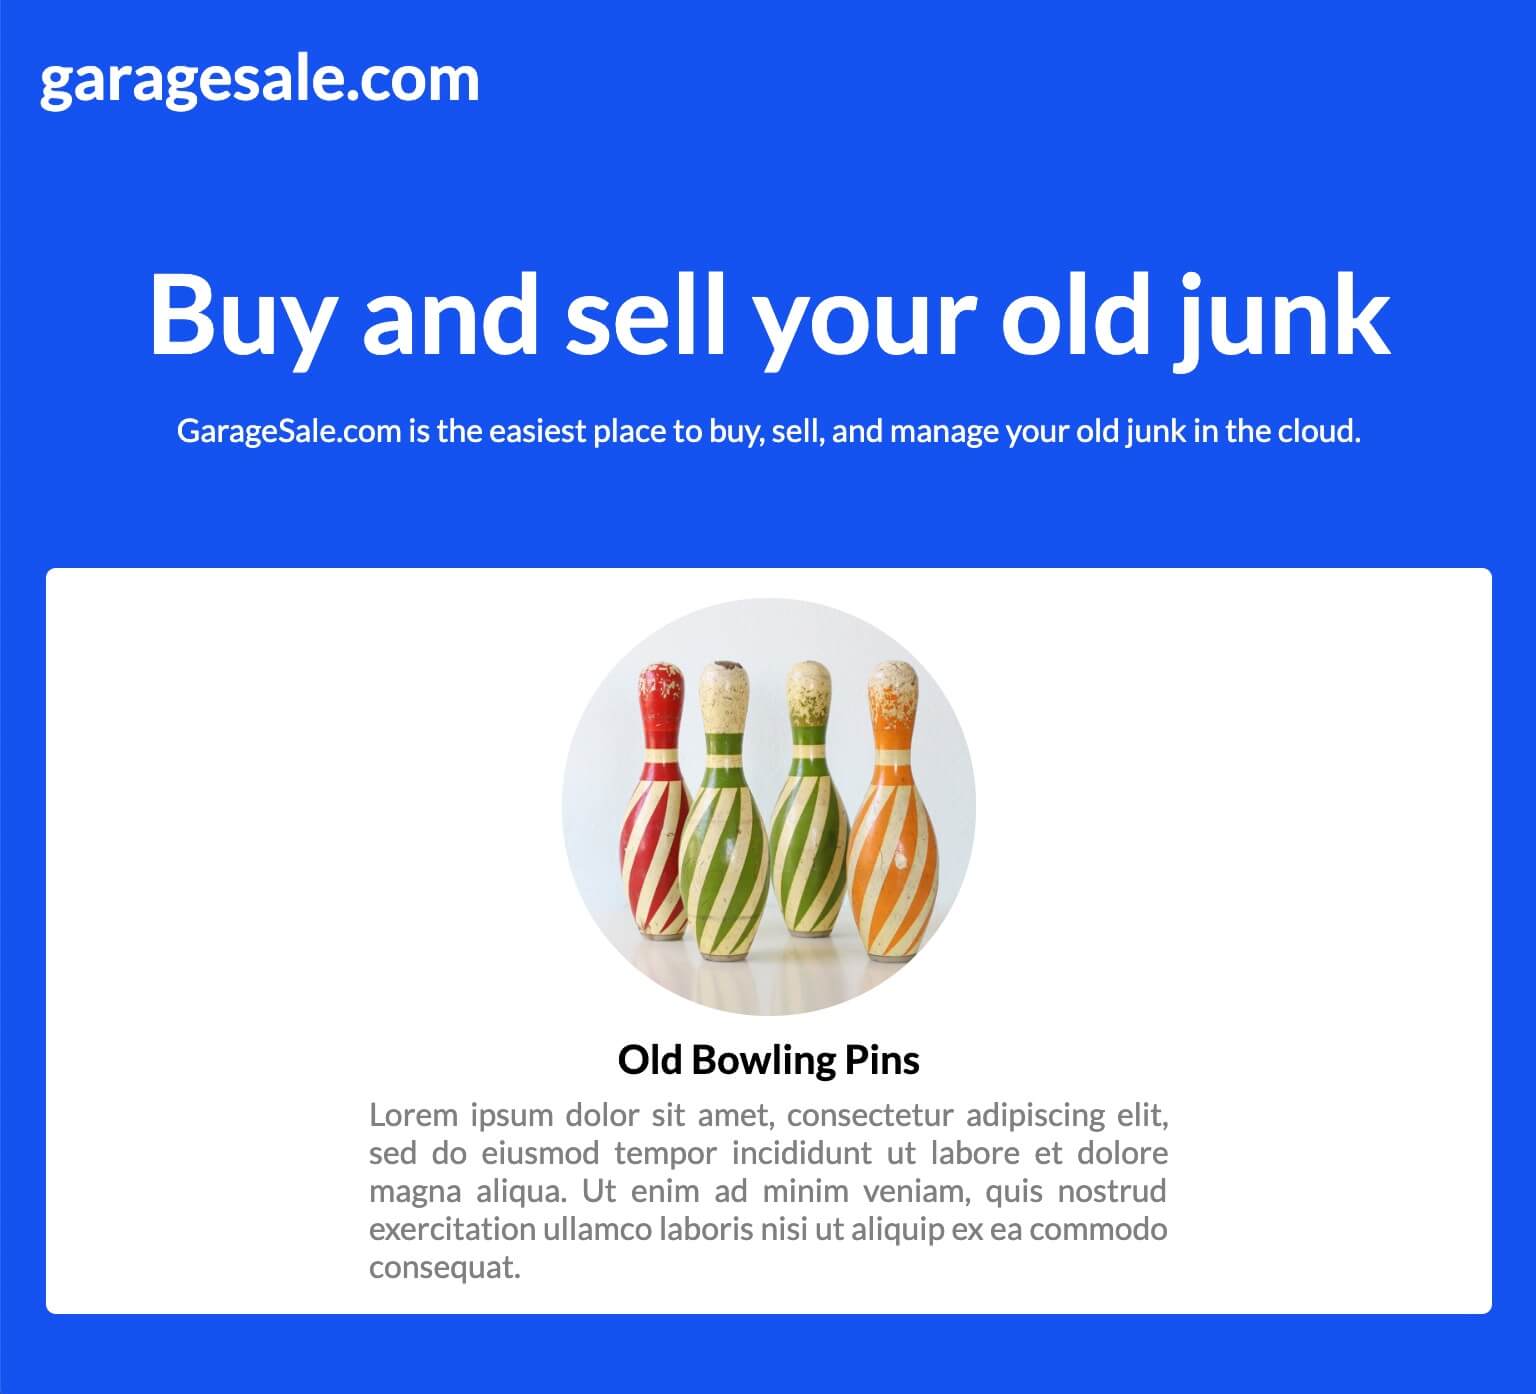 garagesale.com
Buy and sell your old junk
GarageSale.com is the easiest place to buy, sell, and manage your old junk in the cloud.
Old Bowling Pins
Lorem ipsum dolor sit amet, consectetur adipiscing elit,
sed do eiusmod tempor incididunt ut labore et dolore
magna aliqua. Ut enim ad minim veniam, quis nostrud
exercitation ullamco laboris nisi ut aliquip ex ea commodo
consequat.